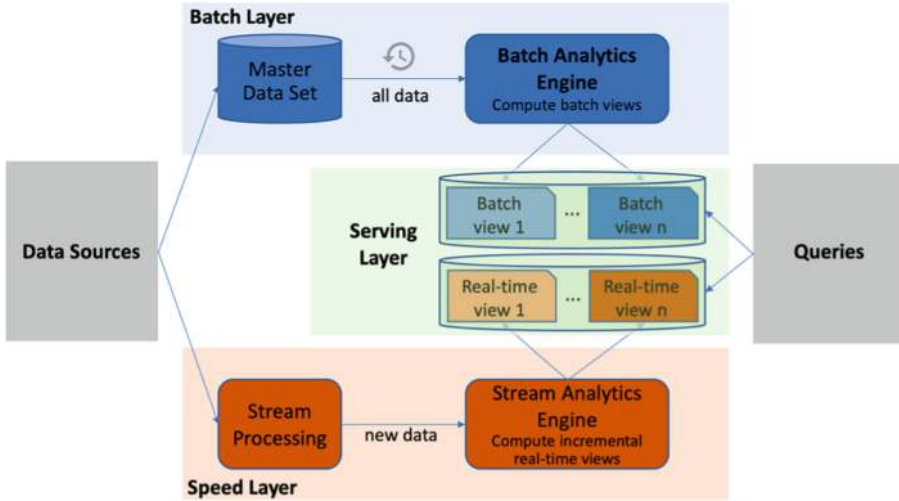 Batch Layer
Master
Data Set
all data
Batch Analytics
Engine
Compute batch views
Data Sources
Serving
Layer
Batch
view 1
...
Batch
view n
Real-time
view 1
...
Real-time
view n
Queries
Stream
Processing
new data
Stream Analytics
Engine
Compute incremental
real-time views
Speed Layer